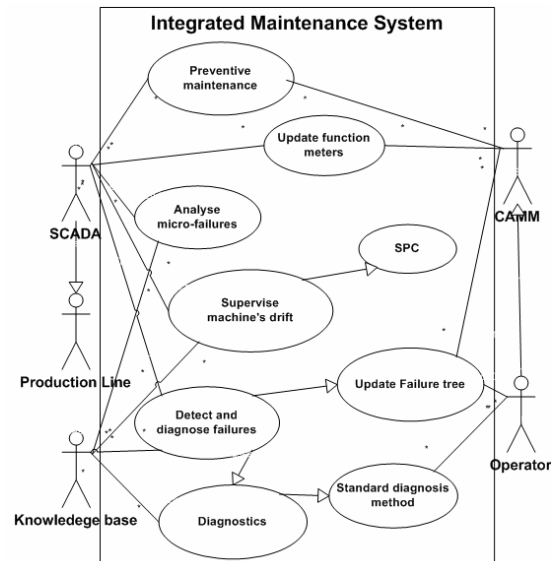 Integrated Maintenance System
Preventive
maintenance
Update function
meters
SCADA
CAMM
Analyse
micro-failures
SPC
Supervise
machine's drift
Production Line
Update Failure tree
Detect and
diagnose failures
Operator
Knowledege base
Diagnostics
Standard diagnosis
method